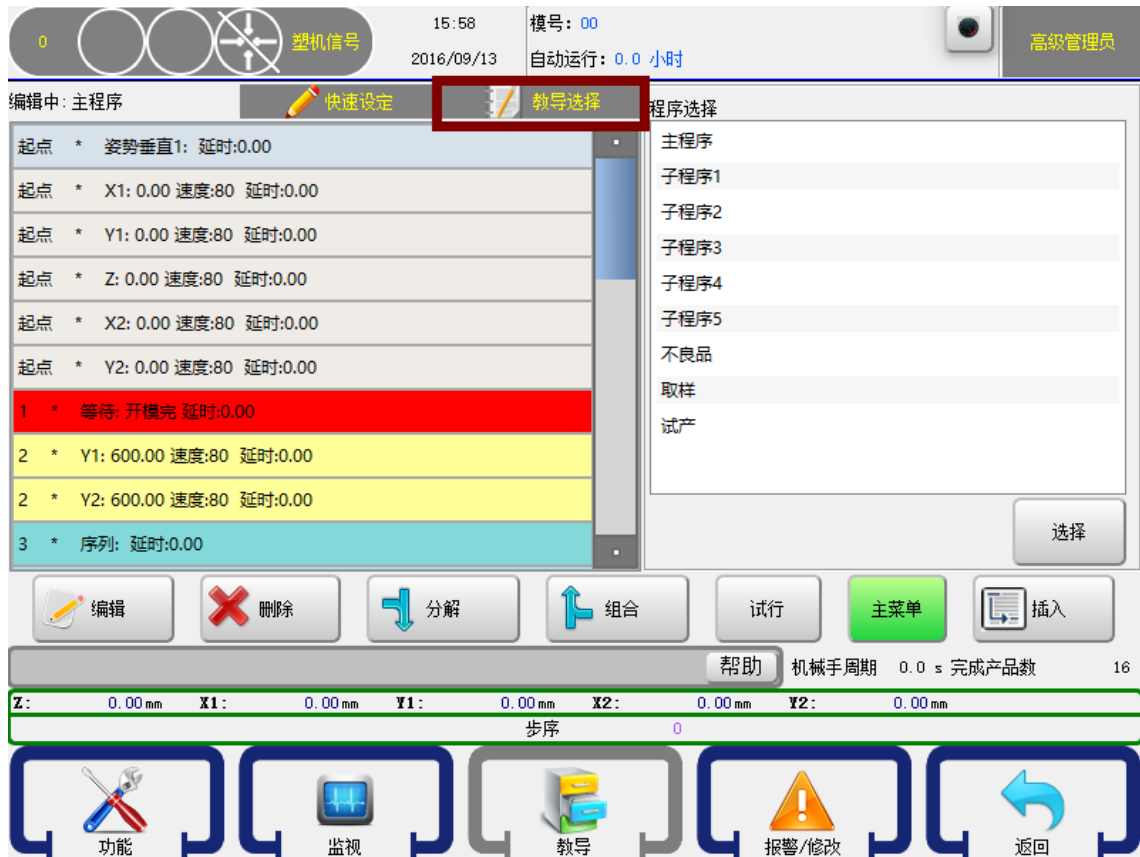 0
塑机信号
15:58
2016/09/13
模号: 00
自动运行: 0.0 小时
高级管理员
编辑中: 主程序
快速设定
教导选择
程序选择
起点 * 姿势垂直1: 延时:0.00
起点 * X1: 0.00 速度:80 延时:0.00
起点 * Y1: 0.00 速度:80 延时:0.00
起点 * Z: 0.00 速度:80 延时:0.00
起点 * X2: 0.00 速度:80 延时:0.00
起点 * Y2: 0.00 速度:80 延时:0.00
1 * 等待: 开模完 延时:0.00
2 * Y1: 600.00 速度:80 延时:0.00
2 * Y2: 600.00 速度:80 延时:0.00
3 * 序列: 延时:0.00
主程序
子程序1
子程序2
子程序3
子程序4
子程序5
不良品
取样
试产
选择
编辑
删除
分解
组合
试行
主菜单
插入
帮助
机械手周期 0.0 s 完成产品数 16
Z: 0.00 mm X1: 0.00 mm Y1: 0.00 mm X2: 0.00 mm Y2: 0.00 mm
步序 0
功能
监视
教导
报警/修改
返回